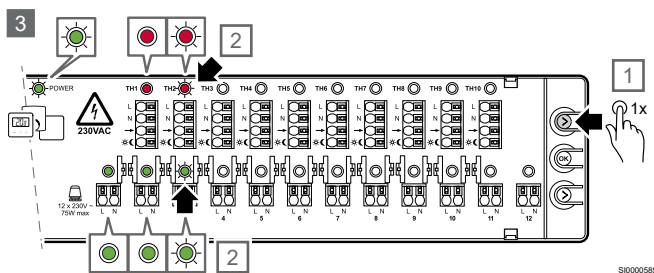 3
2
1
1x
POWER
TH1 TH2 TH3 TH4 TH5 TH6 TH7 TH8 TH9 TH10
230VAC
L L L L L L L L L L
N N N N N N N N N N
OK
12 x 230V ~
75W max
L N L N L N L N L N L N L N L N L N L N L N
4 5 6 7 8 9 10 11 12
2
SI0000585